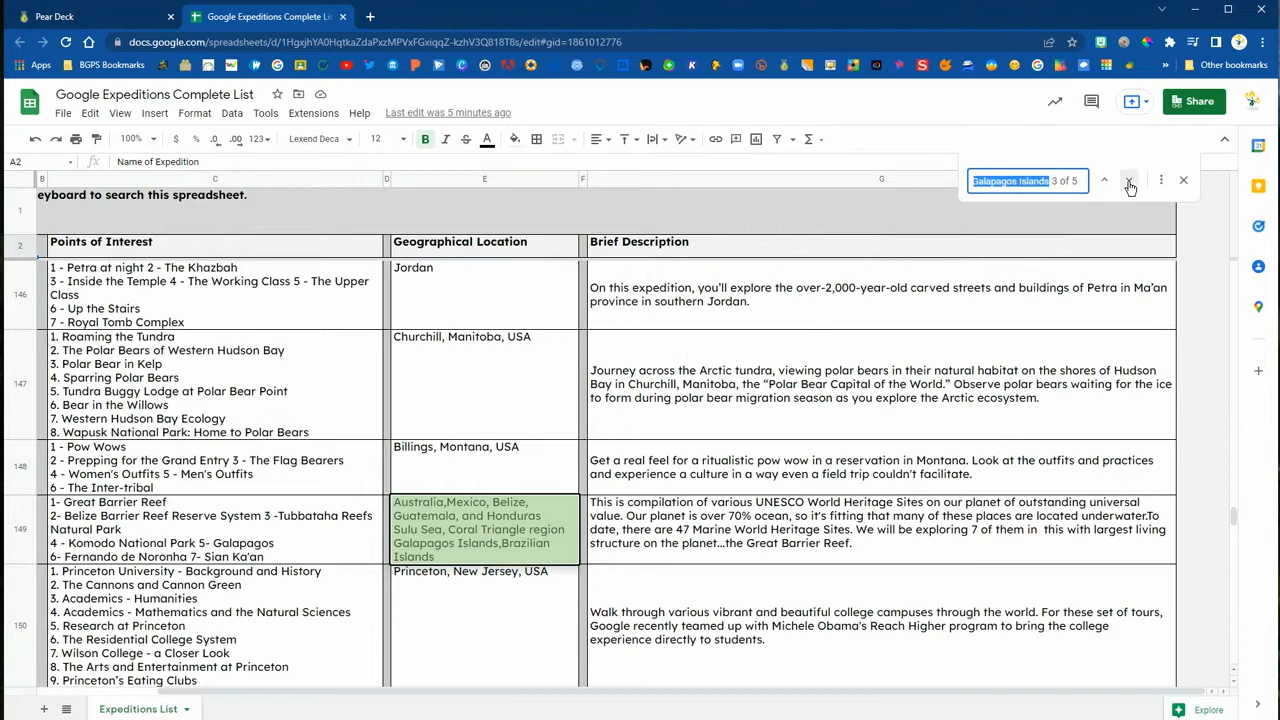 Pear Deck
Google Expeditions Complete List
docs.google.com/spreadsheets/d/1HgxjhYA0HqtkaZdaPxzMPVxFGxiqqZ-kzhV3Q818T8s/edit#gid=1861012776
Apps
BGPS Bookmarks
Other bookmarks
Google Expeditions Complete List
File Edit View Insert Format Data Tools Extensions Help Last edit was 5 minutes ago
Share
100% $ % .0 .00 123 Lexend Deca 12 B I S A
A2 fx Name of Expedition
Galapagos Islands 3 of 5
B C D E F G
1 eyboard to search this spreadsheet.
2 Points of Interest Geographical Location Brief Description
146
1 - Petra at night 2 - The Khazbah
3 - Inside the Temple 4 - The Working Class 5 - The Upper
Class
6 - Up the Stairs
7 - Royal Tomb Complex
Jordan
On this expedition, you’ll explore the over-2,000-year-old carved streets and buildings of Petra in Ma’an
province in southern Jordan.
147
1. Roaming the Tundra
2. The Polar Bears of Western Hudson Bay
3. Polar Bear in Kelp
4. Sparring Polar Bears
5. Tundra Buggy Lodge at Polar Bear Point
6. Bear in the Willows
7. Western Hudson Bay Ecology
8. Wapusk National Park: Home to Polar Bears
Churchill, Manitoba, USA
Journey across the Arctic tundra, viewing polar bears in their natural habitat on the shores of Hudson
Bay in Churchill, Manitoba, the “Polar Bear Capital of the World.” Observe polar bears waiting for the ice
to form during polar bear migration season as you explore the Arctic ecosystem.
148
1 - Pow Wows
2 - Prepping for the Grand Entry 3 - The Flag Bearers
4 - Women's Outfits 5 - Men's Outfits
6 - The Inter-tribal
Billings, Montana, USA
Get a real feel for a ritualistic pow wow in a reservation in Montana. Look at the outfits and practices
and experience a culture in a way even a field trip couldn’t facilitate.
149
1- Great Barrier Reef
2- Belize Barrier Reef Reserve System 3 -Tubbataha Reefs
Natural Park
4 - Komodo National Park 5- Galapagos
6- Fernando de Noronha 7- Sian Ka'an
Australia,Mexico, Belize,
Guatemala, and Honduras
Sulu Sea, Coral Triangle region
Galapagos Islands,Brazilian
Islands
This is compilation of various UNESCO World Heritage Sites on our planet of outstanding universal
value. Our planet is over 70% ocean, so it's fitting that many of these places are located underwater.To
date, there are 47 Marine World Heritage Sites. We will be exploring 7 of them in  this with largest living
structure on the planet...the Great Barrier Reef.
150
1. Princeton University - Background and History
2. The Cannons and Cannon Green
3. Academics - Humanities
4. Academics - Mathematics and the Natural Sciences
5. Research at Princeton
6. The Residential College System
7. Wilson College - a Closer Look
8. The Arts and Entertainment at Princeton
9. Princeton’s Eating Clubs
Princeton, New Jersey, USA
Walk through various vibrant and beautiful college campuses through the world. For these set of tours,
Google recently teamed up with Michele Obama's Reach Higher program to bring the college
experience directly to students.
Expeditions List
Explore